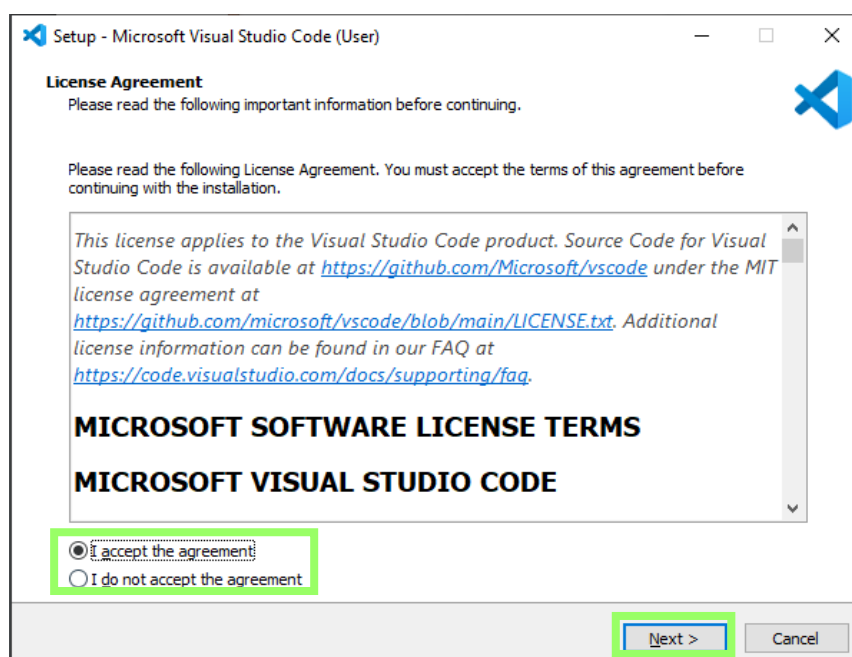 Setup - Microsoft Visual Studio Code (User)
License Agreement
Please read the following important information before continuing.
Please read the following License Agreement. You must accept the terms of this agreement before
continuing with the installation.
This license applies to the Visual Studio Code product. Source Code for Visual
Studio Code is available at https://github.com/Microsoft/vscode under the MIT
license agreement at
https://github.com/microsoft/vscode/blob/main/LICENSE.txt. Additional
license information can be found in our FAQ at
https://code.visualstudio.com/docs/supporting/faq.
MICROSOFT SOFTWARE LICENSE TERMS
MICROSOFT VISUAL STUDIO CODE
I accept the agreement
I do not accept the agreement
Next >
Cancel